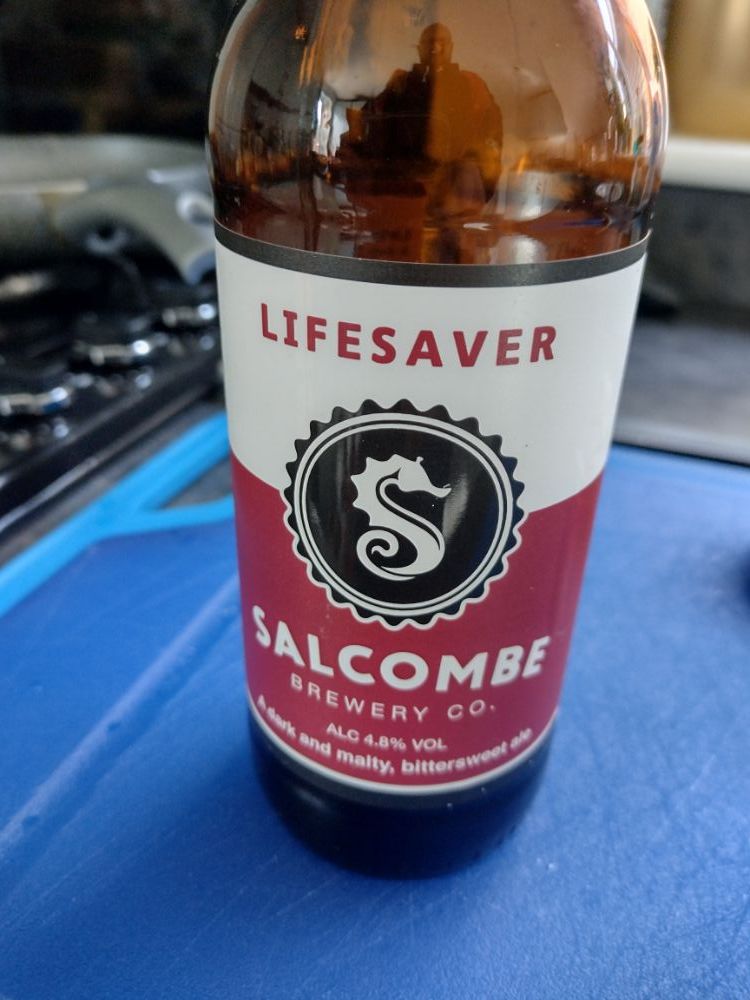 LIFESAVER
SALCOMBE
BREWERY CO.
ALC 4.8% VOL
A dark and malty, bittersweet ale